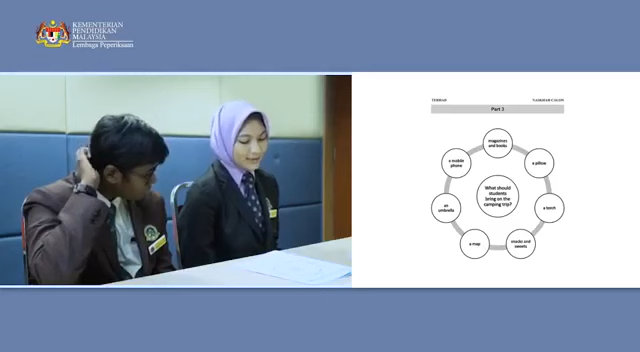 KEMENTERIAN
PENDIDIKAN
MALAYSIA
Lembaga Peperiksaan
TERHAD
NASKHAH CALON
Part 3
magazines
and books
a mobile
phone
a pillow
What should
students
bring on the
camping trip?
an
umbrella
a torch
a map
snacks and
sweets